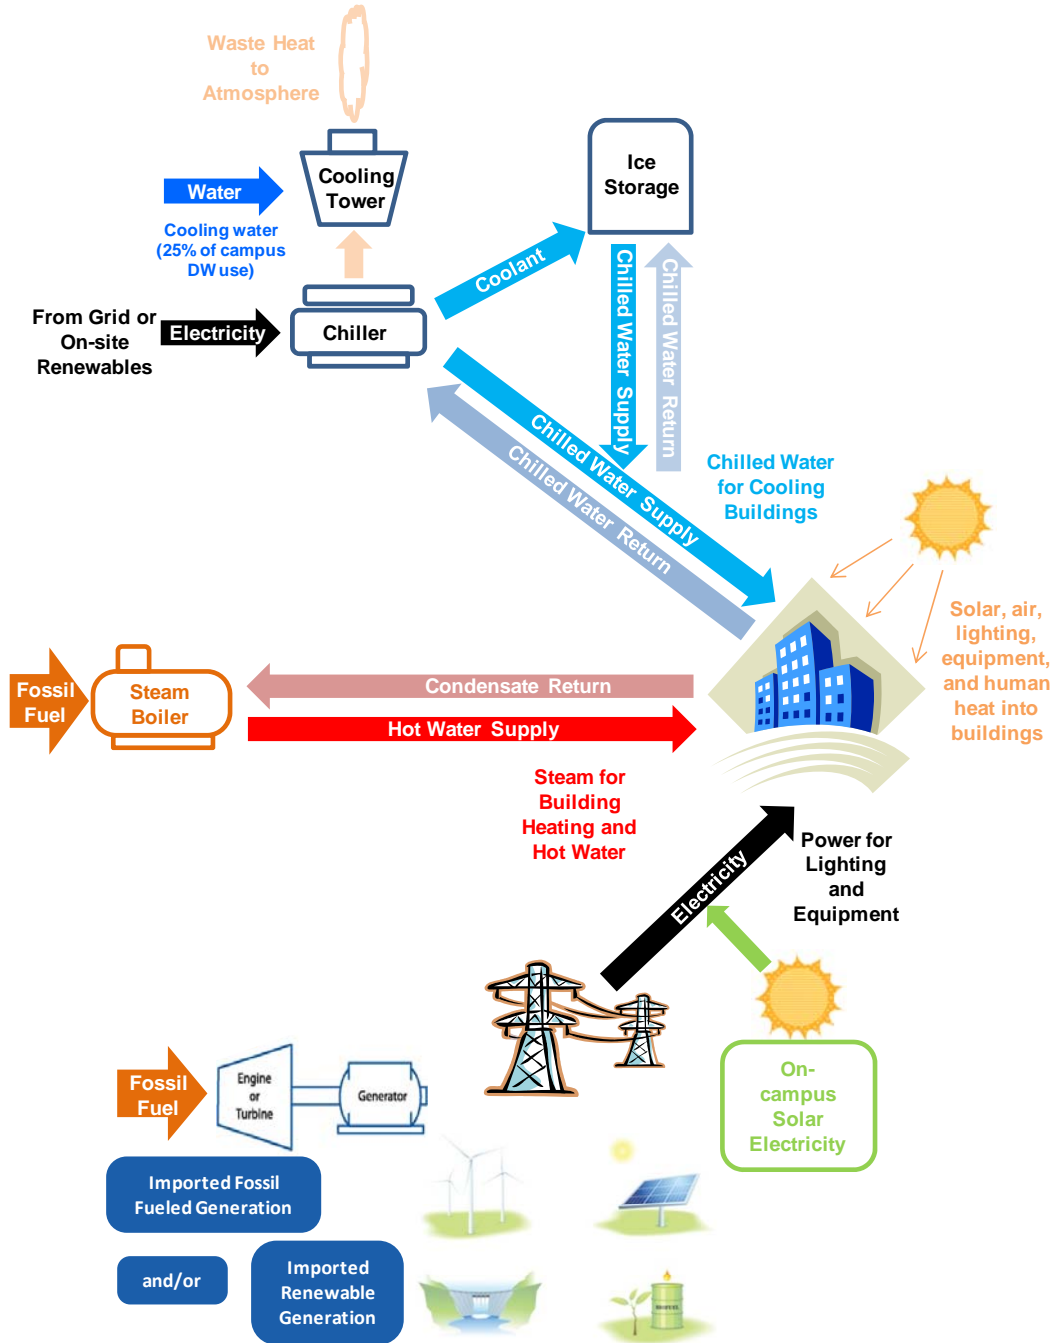 Waste Heat
to
Atmosphere
Cooling
Tower
Ice
Storage
Water
Cooling water
(25% of campus
DW use)
Coolant
Chilled Water Supply
Chilled Water Return
From Grid or
On-site
Renewables
Electricity
Chiller
Chilled Water Supply
Chilled Water Return
Chilled Water
for Cooling
Buildings
Solar, air,
lighting,
equipment,
and human
heat into
buildings
Fossil
Fuel
Steam
Boiler
Condensate Return
Hot Water Supply
Steam for
Building
Heating and
Hot Water
Electricity
Power for
Lighting
and
Equipment
On-
campus
Solar
Electricity
Fossil
Fuel
Engine
or
Turbine
Generator
Imported Fossil
Fueled Generation
and/or
Imported
Renewable
Generation
BIOFUEL